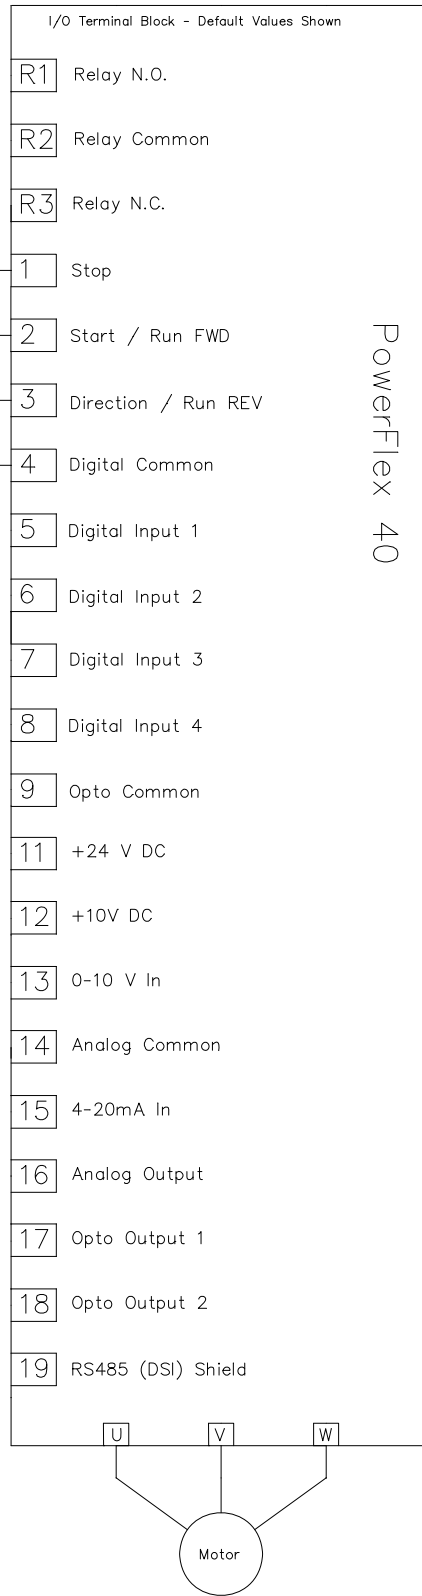 I/O Terminal Block - Default Values Shown
R1 Relay N.O.
R2 Relay Common
R3 Relay N.C.
1 Stop
2 Start / Run FWD
3 Direction / Run REV
4 Digital Common
5 Digital Input 1
6 Digital Input 2
7 Digital Input 3
8 Digital Input 4
9 Opto Common
11 +24 V DC
12 +10V DC
13 0-10 V In
14 Analog Common
15 4-20mA In
16 Analog Output
17 Opto Output 1
18 Opto Output 2
19 RS485 (DSI) Shield
PowerFlex 40
U V W
Motor